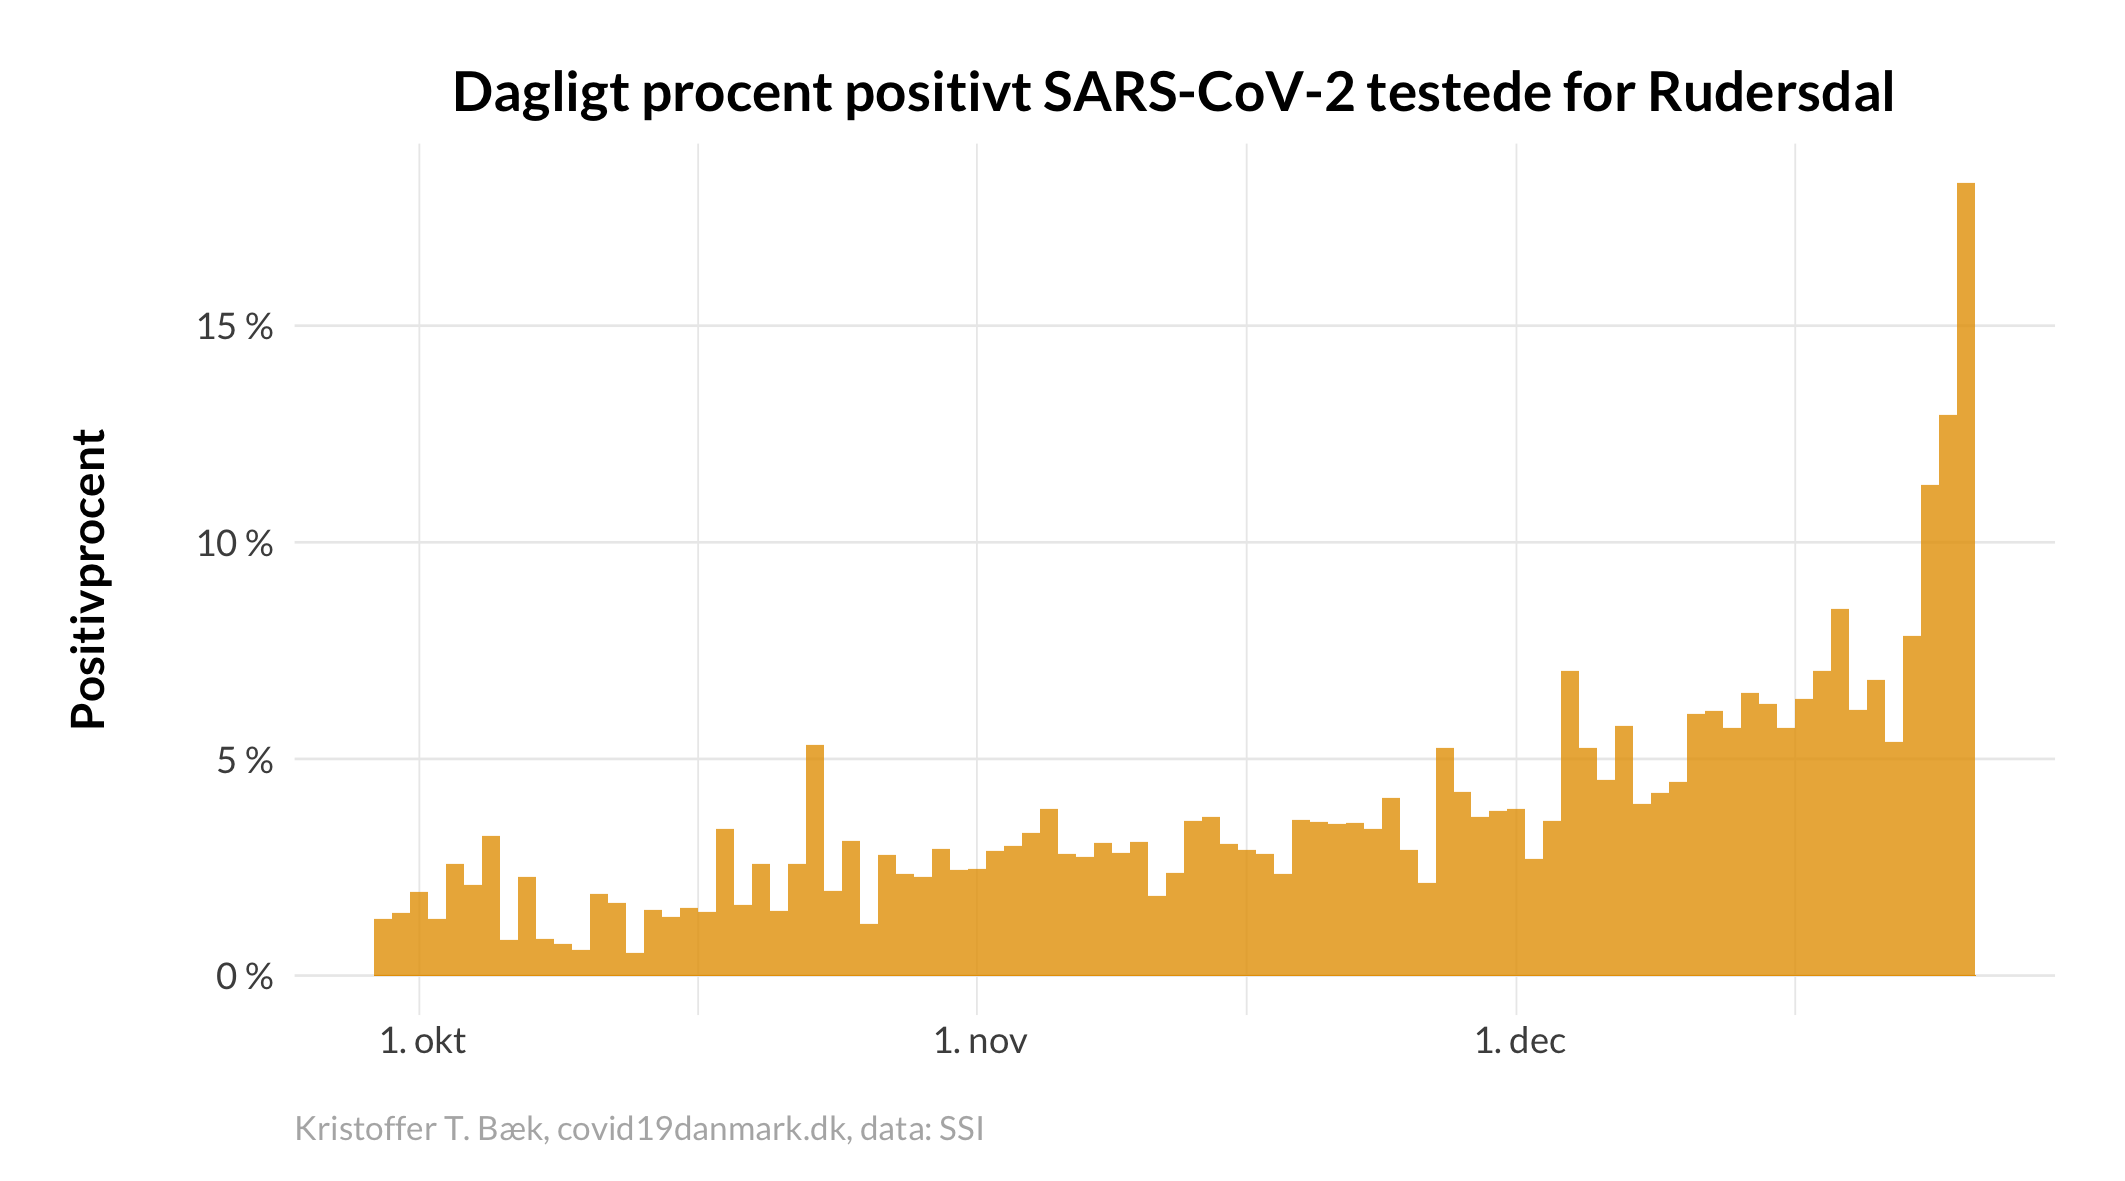 Dagligt procent positivt SARS-CoV-2 testede for Rudersdal
Positivprocent
15 %
10 %
5 %
0 %
1. okt
1. nov
1. dec
Kristoffer T. Bæk, covid19danmark.dk, data: SSI